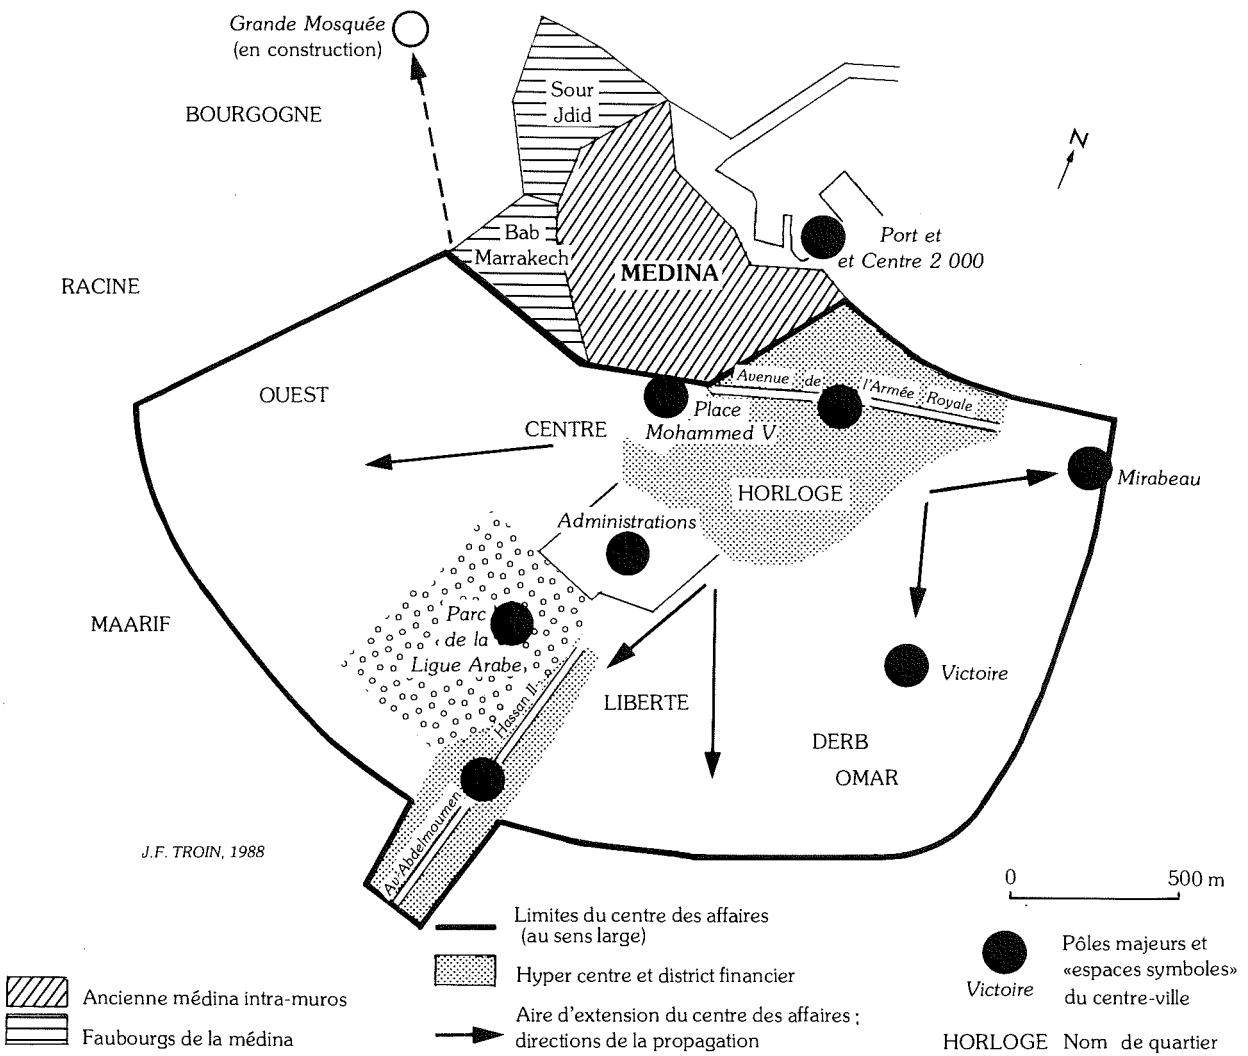 Grande Mosquée
(en construction)
BOURGOGNE
Sour
Jdid
N
Bab
Marrakech
MEDINA
Port et
et Centre 2 000
RACINE
OUEST
Avenue de l'Armée Royale
Place
Mohammed V
CENTRE
HORLOGE
Mirabeau
Administrations
MAARIF
Parc
de la
Ligue Arabe
Hassan II
LIBERTE
Victoire
DERB
OMAR
Av. Abdelmoumen
J.F. TROIN, 1988
0 500 m
Limites du centre des affaires
(au sens large)
Hyper centre et district financier
Aire d'extension du centre des affaires ;
directions de la propagation
Ancienne médina intra-muros
Faubourgs de la médina
Pôles majeurs et
«espaces symboles»
du centre-ville
Victoire
HORLOGE Nom de quartier